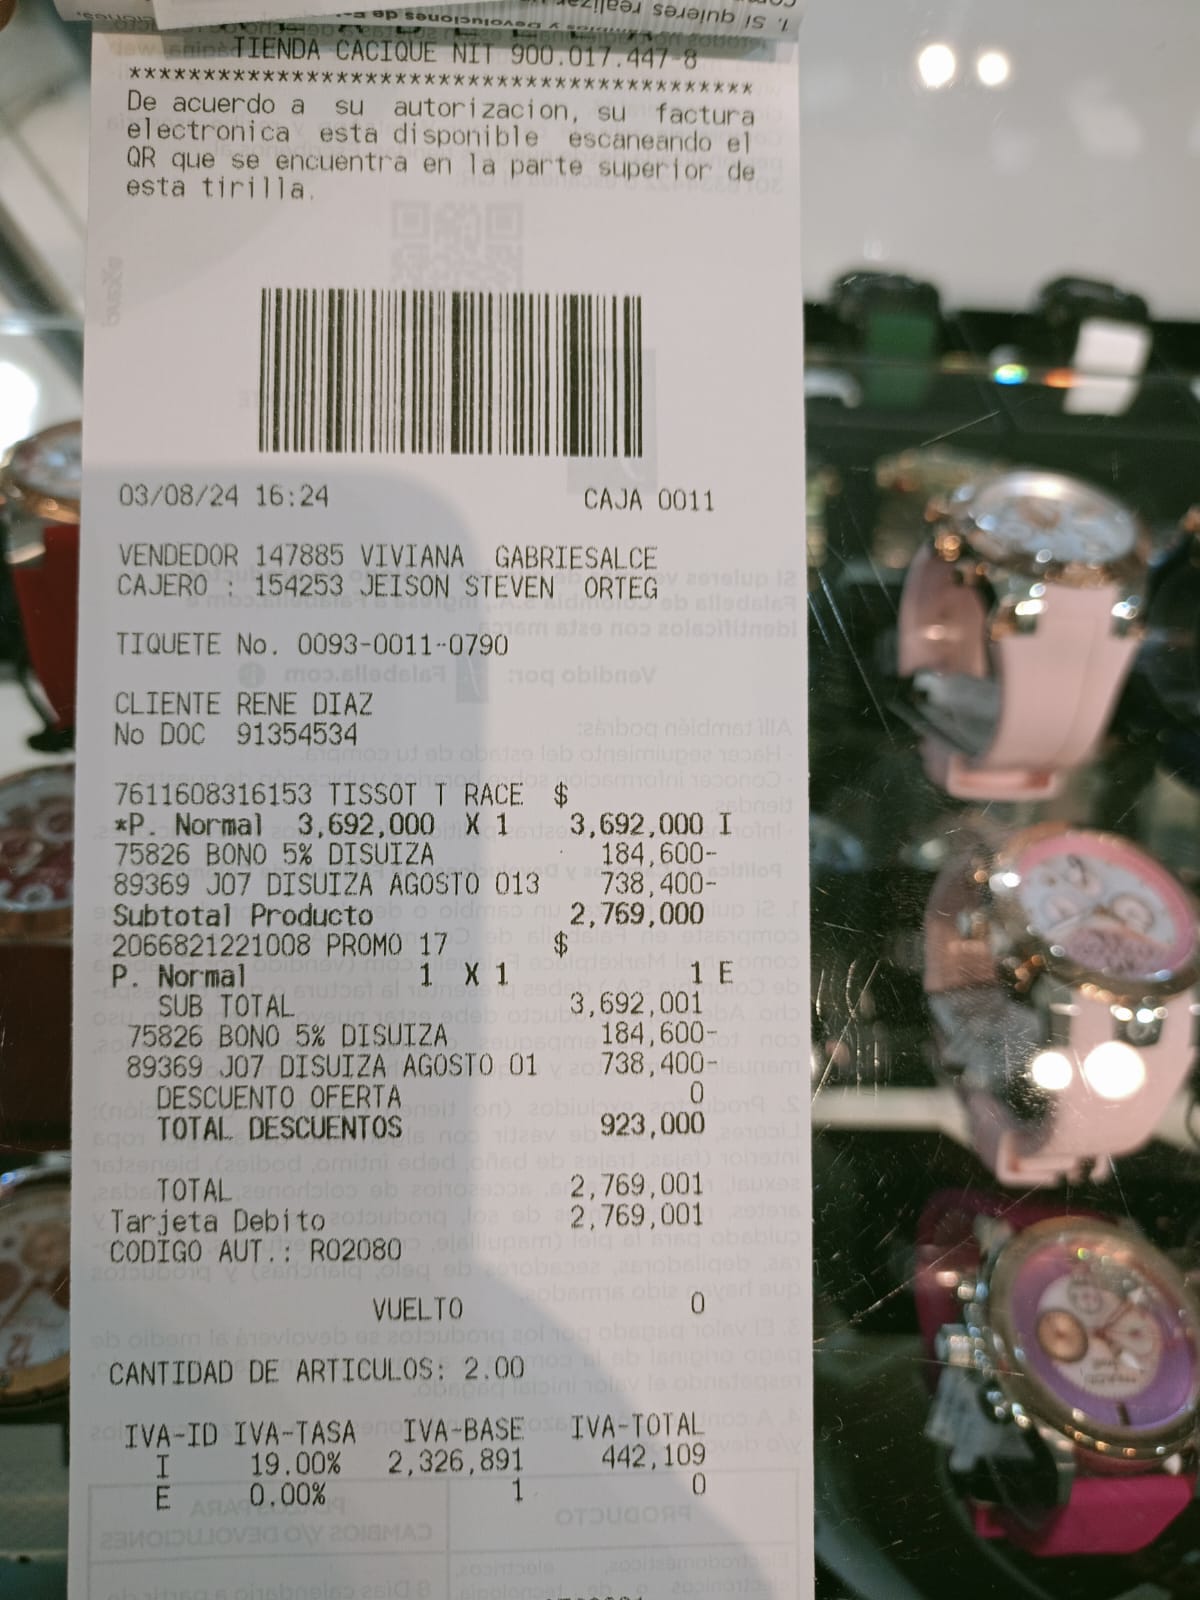 1. Si quieres realizar
TIENDA CACIQUE NIT 900.017.447-8
******************************************
De acuerdo a su autorizacion, su factura
electronica esta disponible escaneando el
QR que se encuentra en la parte superior de
esta tirilla.
03/08/24 16:24 CAJA 0011
VENDEDOR 147885 VIVIANA GABRIESALCE
CAJERO : 154253 JEISON STEVEN ORTEG
TIQUETE No. 0093-0011-0790
CLIENTE RENE DIAZ
No DOC 91354534
7611608316153 TISSOT T RACE $
*P. Normal 3,692,000 X 1 3,692,000 I
75826 BONO 5% DISUIZA 184,600-
89369 J07 DISUIZA AGOSTO 013 738,400-
Subtotal Producto 2,769,000
2066821221008 PROMO 17 $
P. Normal 1 X 1 1 E
SUB TOTAL 3,692,001
75826 BONO 5% DISUIZA 184,600-
89369 J07 DISUIZA AGOSTO 01 738,400-
DESCUENTO OFERTA 0
TOTAL DESCUENTOS 923,000
TOTAL 2,769,001
Tarjeta Debito 2,769,001
CODIGO AUT.: R02080
VUELTO 0
CANTIDAD DE ARTICULOS: 2.00
IVA-ID IVA-TASA IVA-BASE IVA-TOTAL
I 19.00% 2,326,891 442,109
E 0.00% 1 0